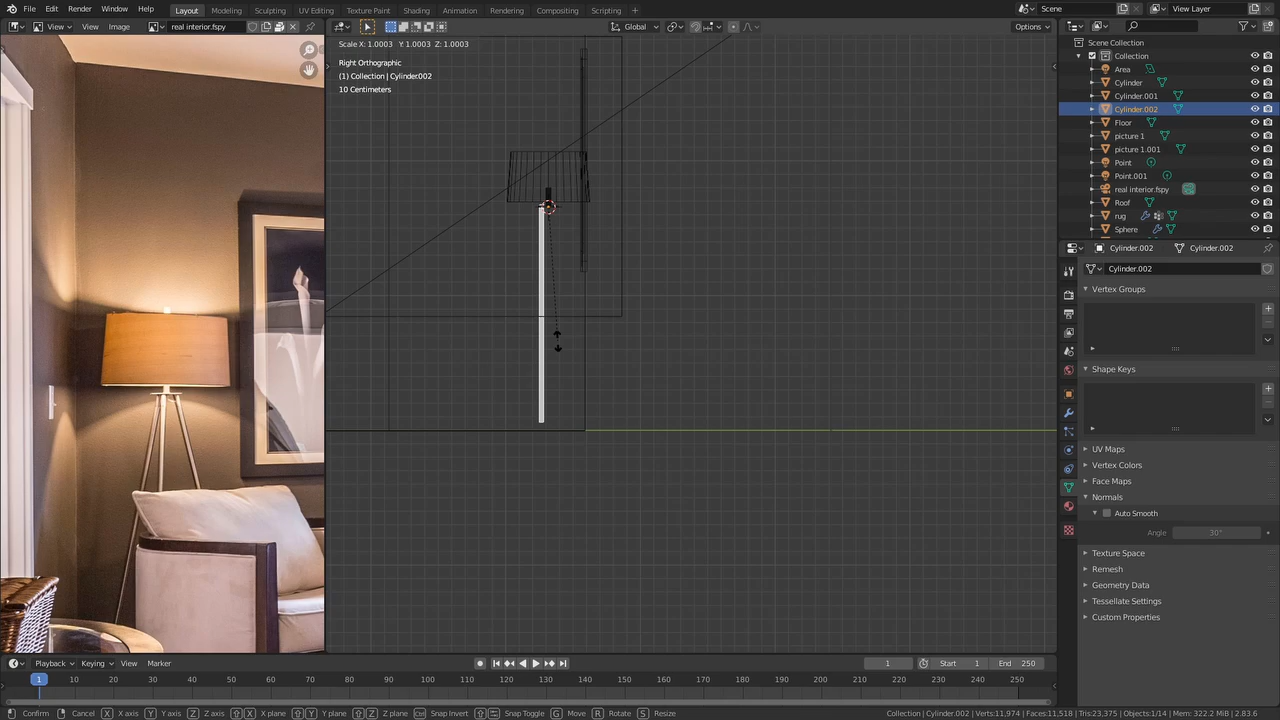 File Edit Render Window Help Layout Modeling Sculpting UV Editing Texture Paint Shading Animation Rendering Compositing Scripting Scene View Layer
View View Image real interior.fspy Global Options
Scale X: 1.0003 Y: 1.0003 Z: 1.0003
Right Orthographic
(1) Collection | Cylinder.002
10 Centimeters
Scene Collection
Collection
Area
Cylinder
Cylinder.001
Cylinder.002
Floor
picture 1
picture 1.001
Point
Point.001
real interior.fspy
Roof
rug
Sphere
Cylinder.002 Cylinder.002
Cylinder.002
Vertex Groups
Shape Keys
UV Maps
Vertex Colors
Face Maps
Normals
Auto Smooth
Angle 30°
Texture Space
Remesh
Geometry Data
Tessellate Settings
Custom Properties
Playback Keying View Marker 1 Start 1 End 250
1 10 20 30 40 50 60 70 80 90 100 110 120 130 140 150 160 170 180 190 200 210 220 230 240 250
Confirm Cancel X X axis Y Y axis Z Z axis X X plane Y Y plane Z Z plane Snap Invert Snap Toggle G Move R Rotate S Resize Collection | Cylinder.002 | Verts:11,974 | Faces:11,518 | Tris:23,375 | Objects:1/14 | Mem: 322.2 MiB | 2.83.6